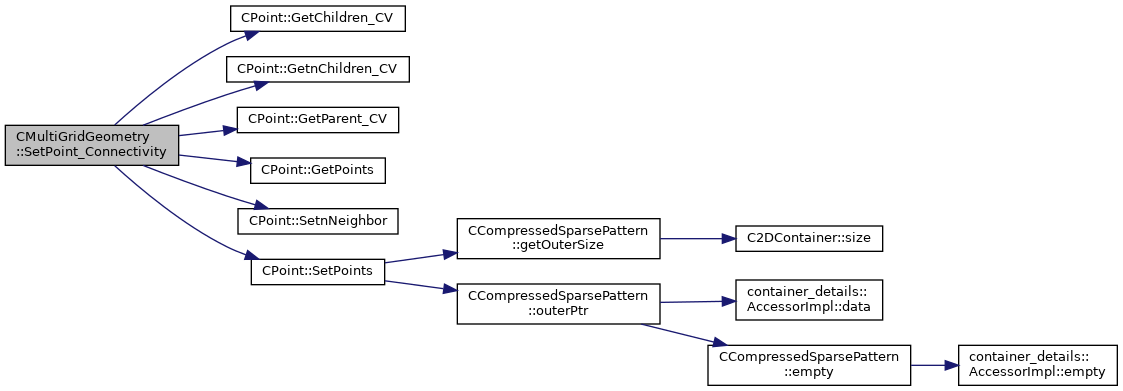 CPoint::GetChildren_CV
CPoint::GetnChildren_CV
CMultiGridGeometry
::SetPoint_Connectivity
CPoint::GetParent_CV
CPoint::GetPoints
CPoint::SetnNeighbor
CPoint::SetPoints
CCompressedSparsePattern
::getOuterSize
C2DContainer::size
CCompressedSparsePattern
::outerPtr
container_details::
AccessorImpl::data
CCompressedSparsePattern
::empty
container_details::
AccessorImpl::empty